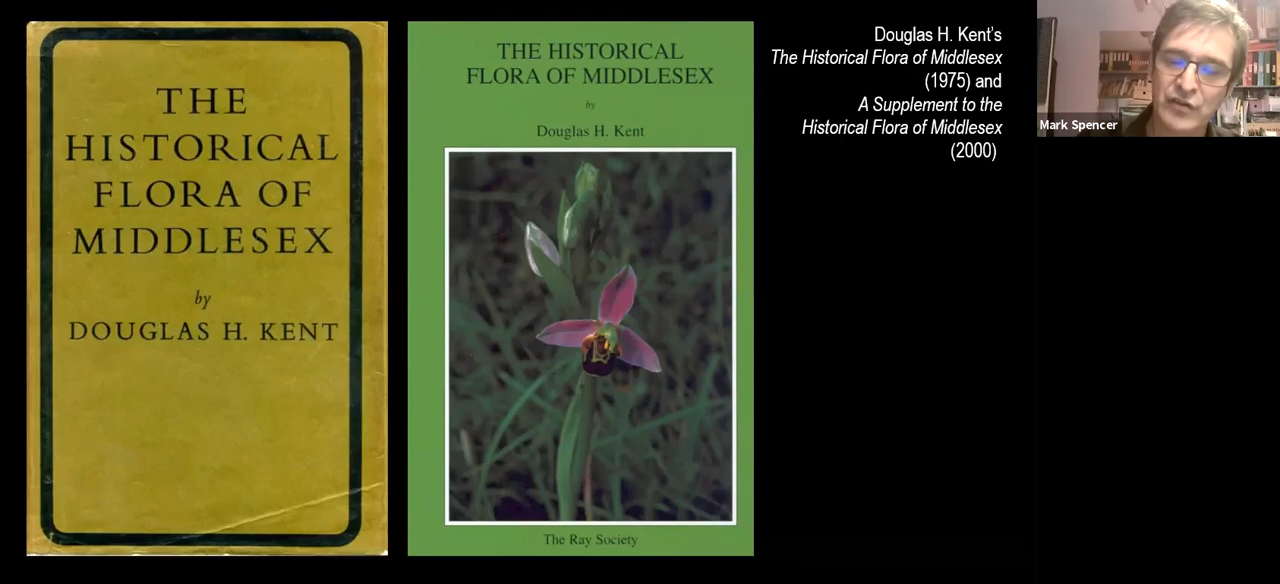 THE
HISTORICAL
FLORA OF
MIDDLESEX
by
DOUGLAS H. KENT
THE HISTORICAL
FLORA OF MIDDLESEX
by
Douglas H. Kent
The Ray Society
Douglas H. Kent's
The Historical Flora of Middlesex
(1975) and
A Supplement to the
Historical Flora of Middlesex
(2000)
Mark Spencer